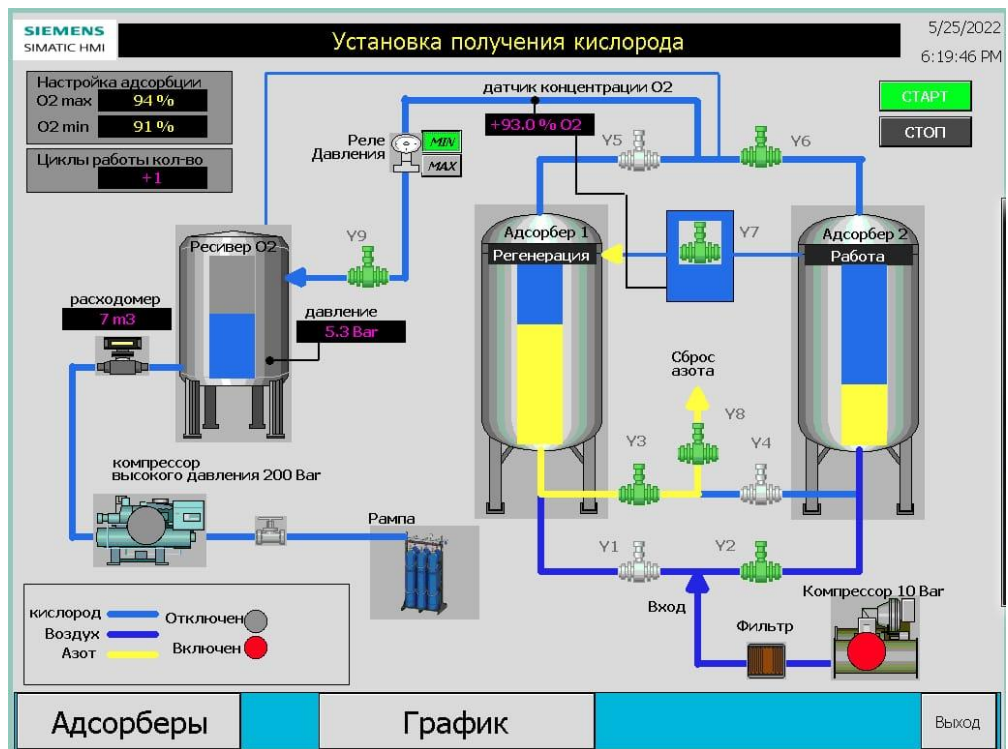 SIEMENS
SIMATIC HMI
Установка получения кислорода
5/25/2022
6:19:46 PM
Настройка адсорбции
O2 max 94 %
O2 min 91 %
Циклы работы кол-во
+1
датчик концентрации O2
+93.0 % O2
Реле
Давления
MIN
MAX
СТАРТ
СТОП
Y5
Y6
Y9
Y7
Ресивер O2
Адсорбер 1
Регенерация
Адсорбер 2
Работа
расходомер
7 m3
давление
5.3 Bar
Сброс
азота
Y8
Y3
Y4
компрессор
высокого давления 200 Bar
Рампа
Y1
Y2
Вход
Фильтр
Компрессор 10 Bar
кислород
Воздух
Азот
Отключен
Включен
Адсорберы
График
Выход